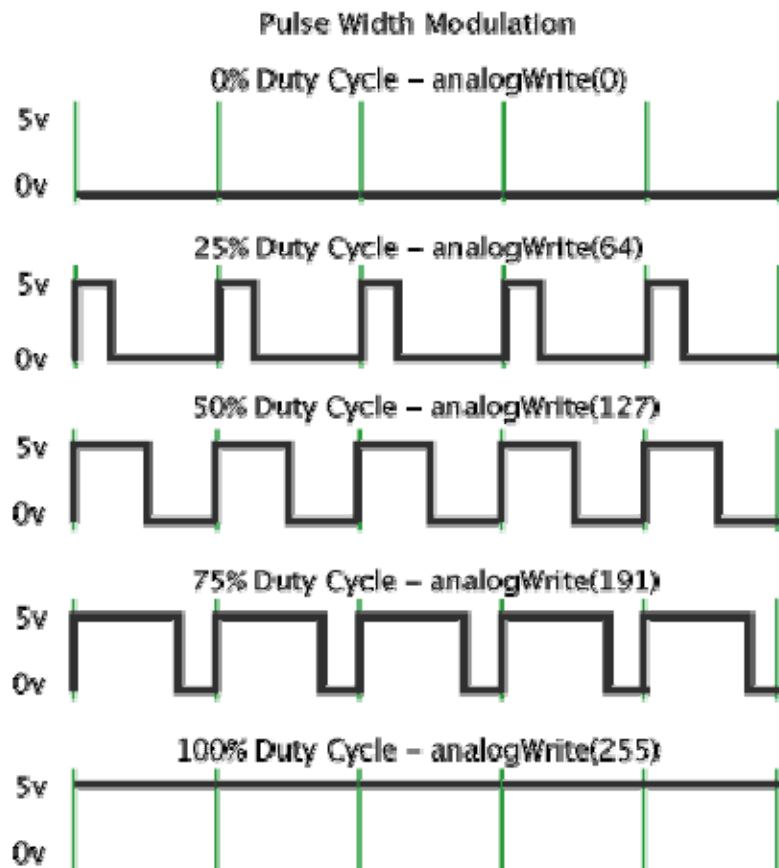 Pulse Width Modulation
0% Duty Cycle – analogWrite(0)
5v
0v
25% Duty Cycle – analogWrite(64)
5v
0v
50% Duty Cycle – analogWrite(127)
5v
0v
75% Duty Cycle – analogWrite(191)
5v
0v
100% Duty Cycle – analogWrite(255)
5v
0v